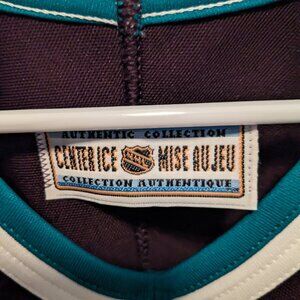 AUTHENTIC COLLECTION
CENTER ICE MISE AU JEU
COLLECTION AUTHENTIQUE